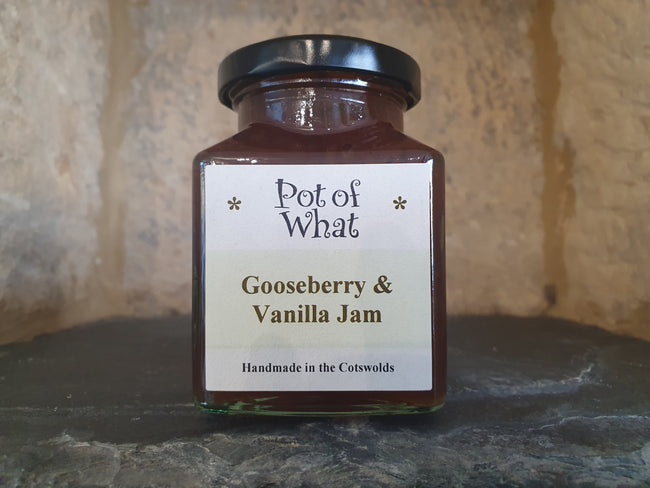 * Pot of *
What
Gooseberry &
Vanilla Jam
Handmade in the Cotswolds